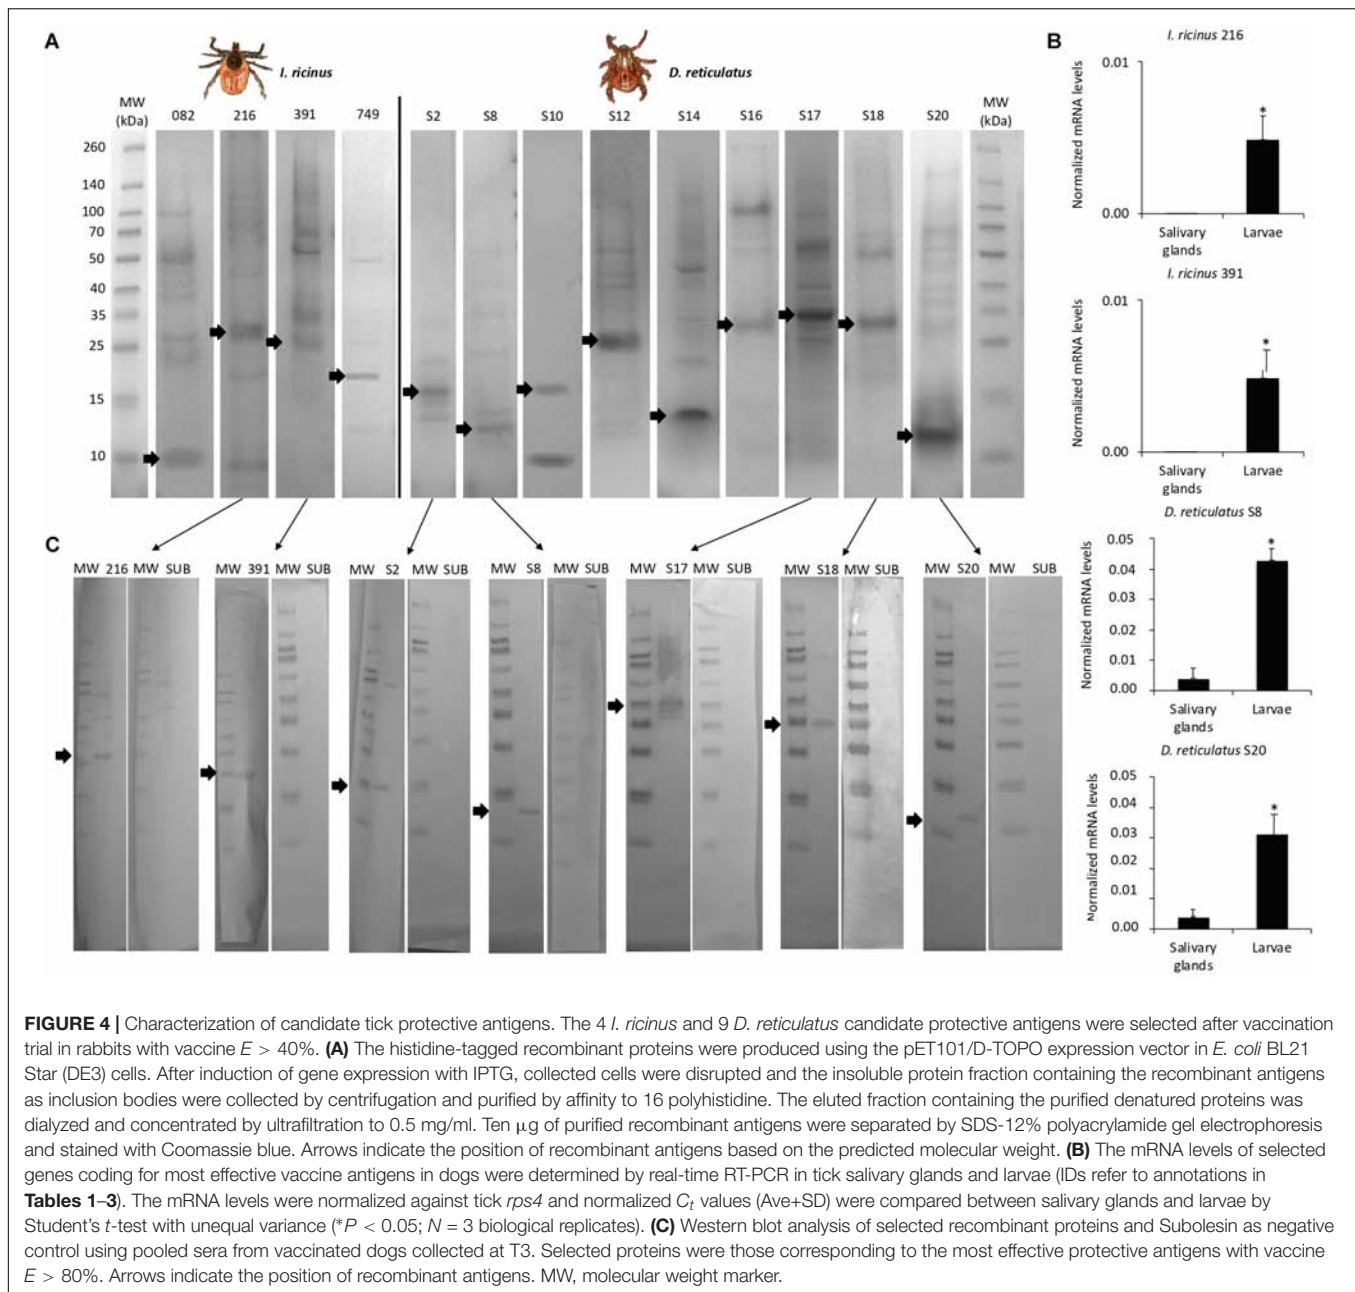 A
I. ricinus
D. reticulatus
MW
(kDa)
082
216
391
749
S2
S8
S10
S12
S14
S16
S17
S18
S20
MW
(kDa)
260
140
100
70
50
40
35
25
15
10
B
I. ricinus 216
Normalized mRNA levels
0.01
0.00
*
Salivary
glands
Larvae
I. ricinus 391
Normalized mRNA levels
0.01
0.00
*
Salivary
glands
Larvae
D. reticulatus S8
Normalized mRNA levels
0.05
0.04
0.03
0.02
0.01
0.00
*
Salivary
glands
Larvae
D. reticulatus S20
Normalized mRNA levels
0.05
0.04
0.03
0.02
0.01
0.00
*
Salivary
glands
Larvae
C
MW 216 MW SUB
MW 391 MW SUB
MW S2 MW SUB
MW S8 MW SUB
MW S17 MW SUB
MW S18 MW SUB
MW S20 MW SUB
FIGURE 4 | Characterization of candidate tick protective antigens. The 4 I. ricinus and 9 D. reticulatus candidate protective antigens were selected after vaccination
trial in rabbits with vaccine E > 40%. (A) The histidine-tagged recombinant proteins were produced using the pET101/D-TOPO expression vector in E. coli BL21
Star (DE3) cells. After induction of gene expression with IPTG, collected cells were disrupted and the insoluble protein fraction containing the recombinant antigens
as inclusion bodies were collected by centrifugation and purified by affinity to 16 polyhistidine. The eluted fraction containing the purified denatured proteins was
dialyzed and concentrated by ultrafiltration to 0.5 mg/ml. Ten μg of purified recombinant antigens were separated by SDS-12% polyacrylamide gel electrophoresis
and stained with Coomassie blue. Arrows indicate the position of recombinant antigens based on the predicted molecular weight. (B) The mRNA levels of selected
genes coding for most effective vaccine antigens in dogs were determined by real-time RT-PCR in tick salivary glands and larvae (IDs refer to annotations in
Tables 1–3). The mRNA levels were normalized against tick rps4 and normalized Ct values (Ave+SD) were compared between salivary glands and larvae by
Student's t-test with unequal variance (*P < 0.05; N = 3 biological replicates). (C) Western blot analysis of selected recombinant proteins and Subolesin as negative
control using pooled sera from vaccinated dogs collected at T3. Selected proteins were those corresponding to the most effective protective antigens with vaccine
E > 80%. Arrows indicate the position of recombinant antigens. MW, molecular weight marker.